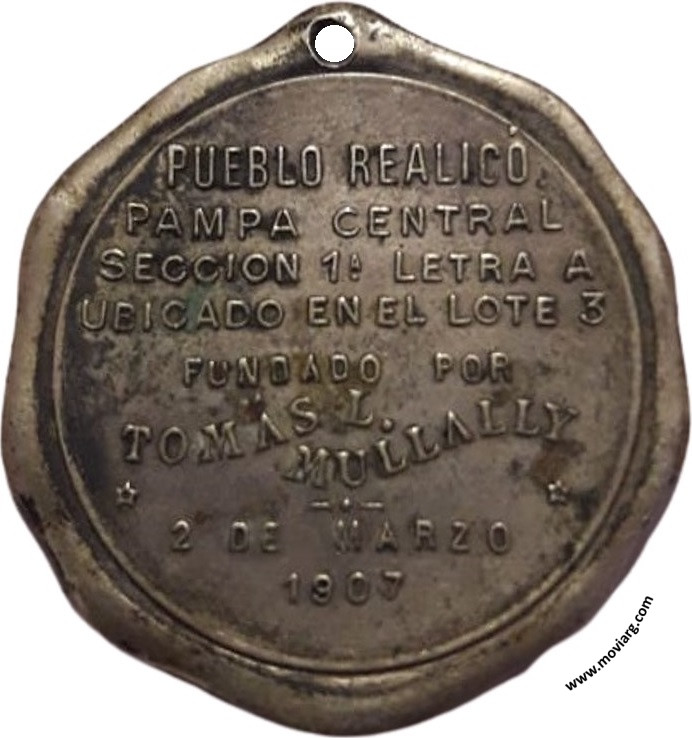 PUEBLO REALICÓ.
PAMPA CENTRAL
SECCION 1ª LETRA A
UBICADO EN EL LOTE 3
FUNDADO POR
TOMAS L.
MULLALLY
2 DE MARZO
1907
www.moviarg.com